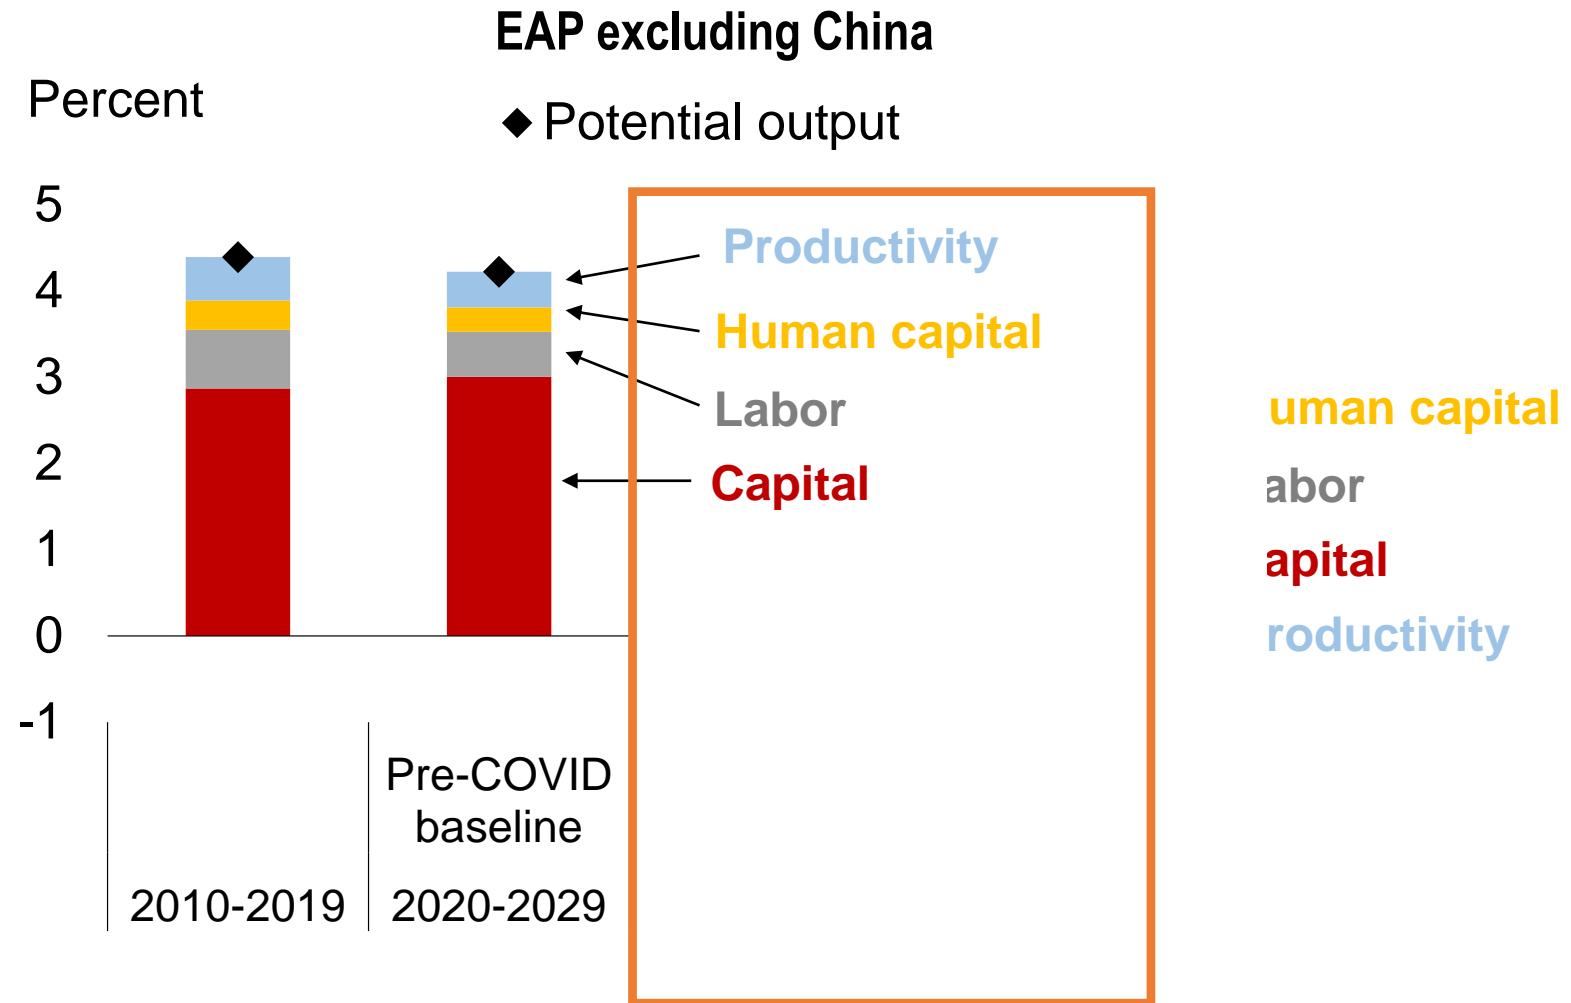 EAP excluding China
Percent
Potential output
5
4
3
2
1
0
-1
Productivity
Human capital
Labor
Capital
uman capital
abor
apital
roductivity
Pre-COVID
baseline
2010-2019
2020-2029